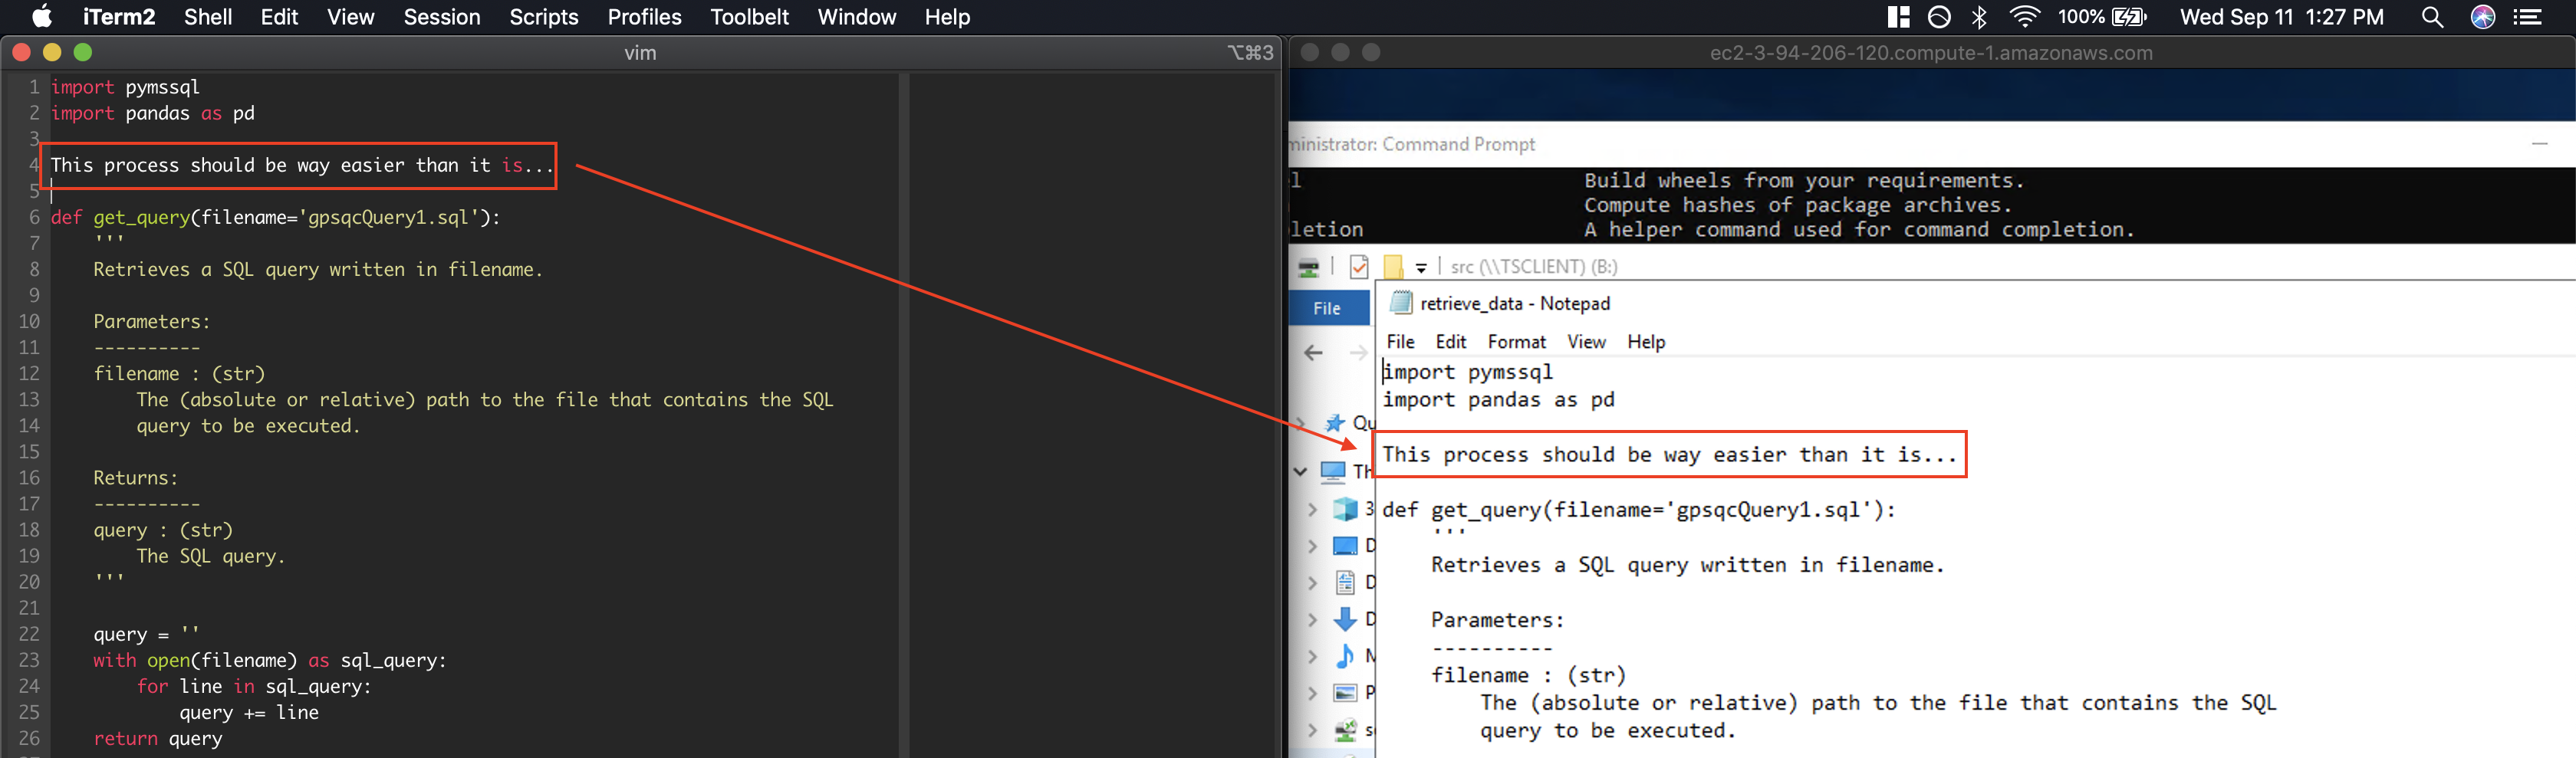 iTerm2 Shell Edit View Session Scripts Profiles Toolbelt Window Help 100% Wed Sep 11 1:27 PM
vim ⌥⌘3
1 import pymssql
2 import pandas as pd
3
4 This process should be way easier than it is...
5
6 def get_query(filename='gpsqcQuery1.sql'):
7 '''
8 Retrieves a SQL query written in filename.
9
10 Parameters:
11 ----------
12 filename : (str)
13 The (absolute or relative) path to the file that contains the SQL
14 query to be executed.
15
16 Returns:
17 ----------
18 query : (str)
19 The SQL query.
20 '''
21
22 query = ''
23 with open(filename) as sql_query:
24 for line in sql_query:
25 query += line
26 return query
ec2-3-94-206-120.compute-1.amazonaws.com
ministrator: Command Prompt
el Build wheels from your requirements.
Compute hashes of package archives.
letion A helper command used for command completion.
src (\\TSCLIENT) (B:)
File
Qu
Th
3
D
D
D
M
P
s
retrieve_data - Notepad
File Edit Format View Help
import pymssql
import pandas as pd
This process should be way easier than it is...
def get_query(filename='gpsqcQuery1.sql'):
'''
Retrieves a SQL query written in filename.
Parameters:
----------
filename : (str)
The (absolute or relative) path to the file that contains the SQL
query to be executed.